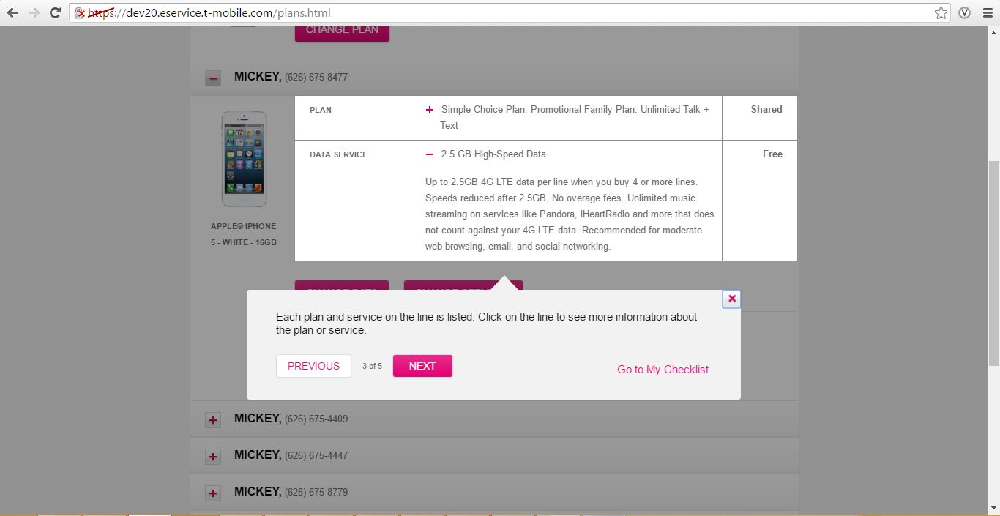 https://dev20.eservice.t-mobile.com/plans.html
V
CHANGE PLAN
MICKEY, (626) 675-8477
PLAN
Simple Choice Plan: Promotional Family Plan: Unlimited Talk +
Text
Shared
DATA SERVICE
2.5 GB High-Speed Data
Free
Up to 2.5GB 4G LTE data per line when you buy 4 or more lines.
Speeds reduced after 2.5GB. No overage fees. Unlimited music
streaming on services like Pandora, iHeartRadio and more that does
not count against your 4G LTE data. Recommended for moderate
web browsing, email, and social networking.
APPLE® IPHONE
5 - WHITE - 16GB
Each plan and service on the line is listed. Click on the line to see more information about
the plan or service.
PREVIOUS
3 of 5
NEXT
Go to My Checklist
MICKEY, (626) 675-4409
MICKEY, (626) 675-4447
MICKEY, (626) 675-8779